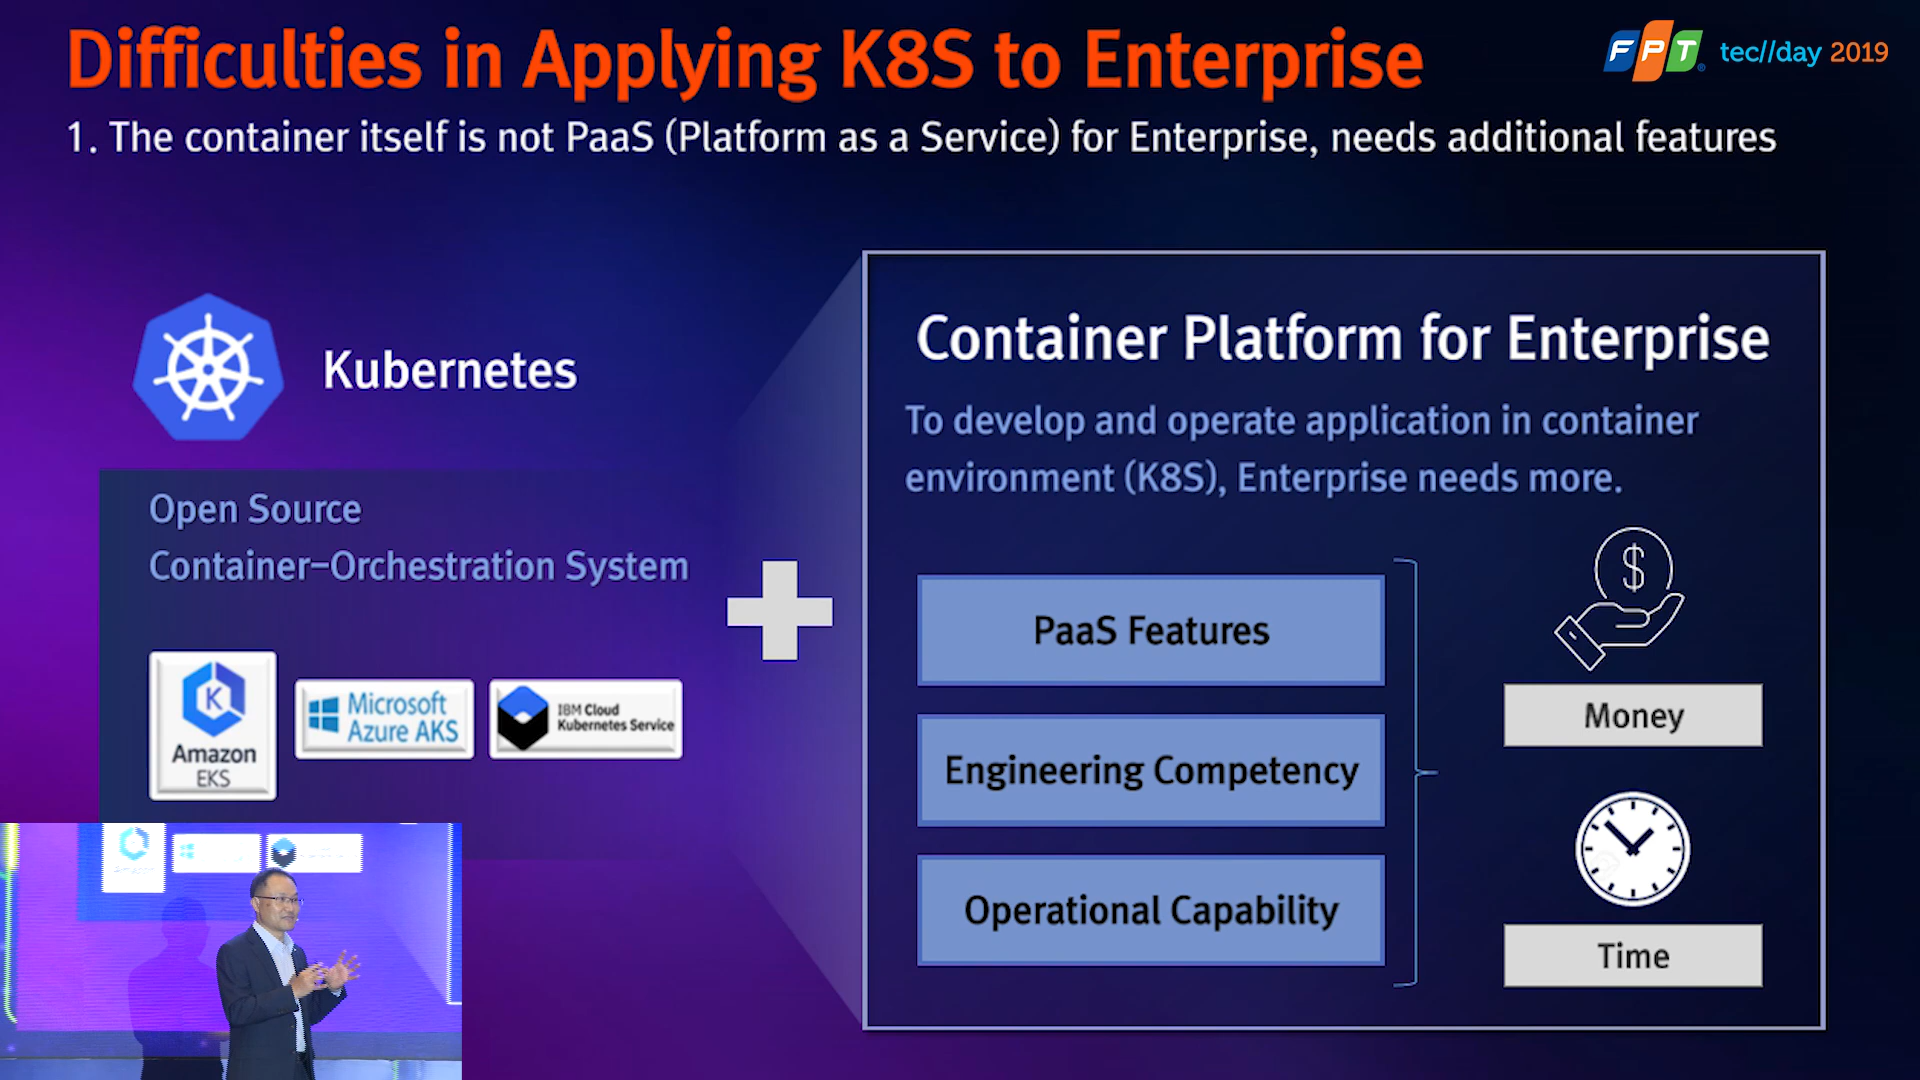 Difficulties in Applying K8S to Enterprise
FPT tec//day 2019
1. The container itself is not PaaS (Platform as a Service) for Enterprise, needs additional features
Kubernetes
Open Source
Container-Orchestration System
Amazon
EKS
Microsoft
Azure AKS
IBM Cloud
Kubernetes Service
Container Platform for Enterprise
To develop and operate application in container
environment (K8S), Enterprise needs more.
PaaS Features
Engineering Competency
Operational Capability
$
Money
Time